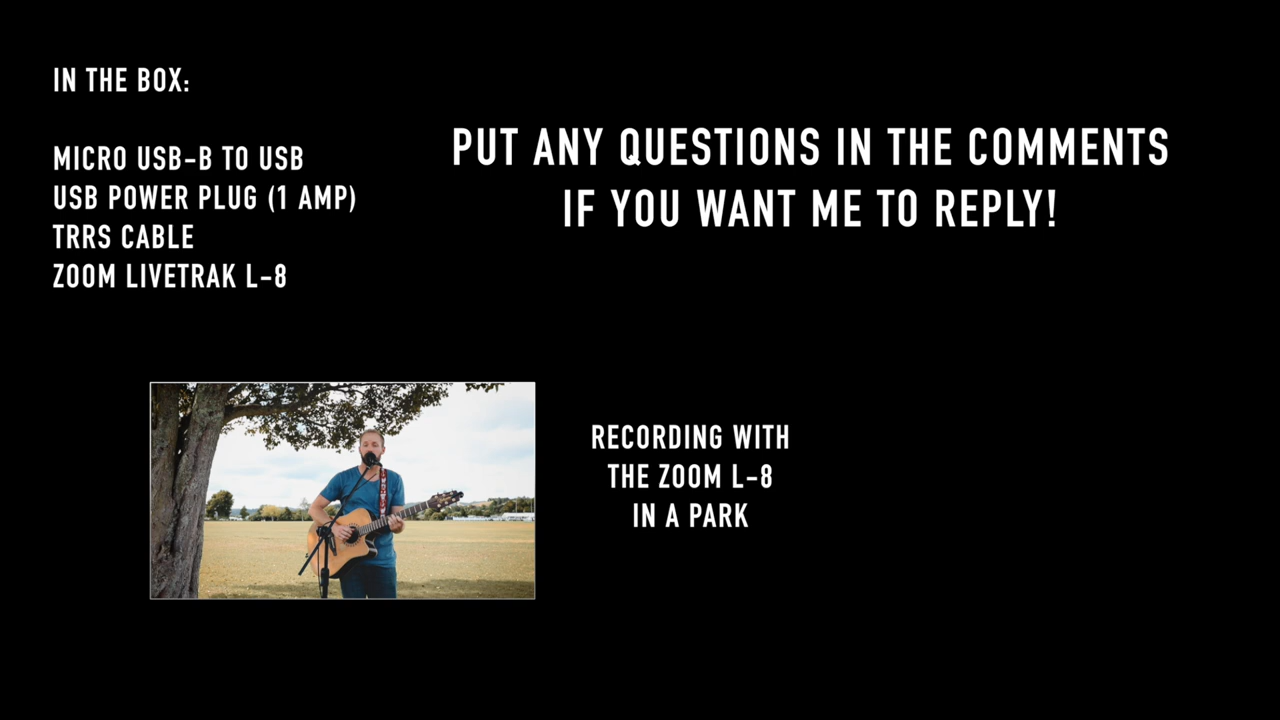 IN THE BOX:
MICRO USB-B TO USB
USB POWER PLUG (1 AMP)
TRRS CABLE
ZOOM LIVETRAK L-8
PUT ANY QUESTIONS IN THE COMMENTS
IF YOU WANT ME TO REPLY!
RECORDING WITH
THE ZOOM L-8
IN A PARK